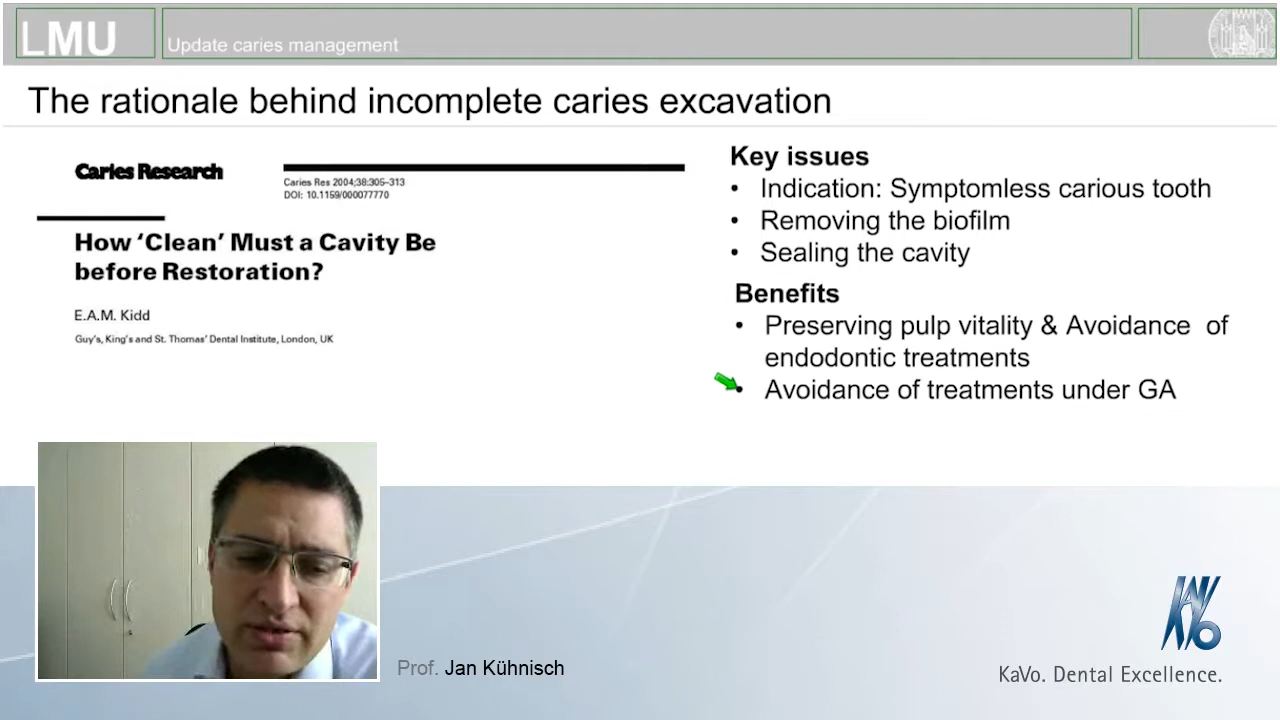 LMU
Update caries management
The rationale behind incomplete caries excavation
Caries Research
Caries Res 2004;38:305–313
DOI: 10.1159/000077770
How ‘Clean’ Must a Cavity Be
before Restoration?
E.A.M. Kidd
Guy's, King's and St. Thomas' Dental Institute, London, UK
Key issues
• Indication: Symptomless carious tooth
• Removing the biofilm
• Sealing the cavity
Benefits
• Preserving pulp vitality & Avoidance of
endodontic treatments
• Avoidance of treatments under GA
Prof. Jan Kühnisch
KaVo
KaVo. Dental Excellence.